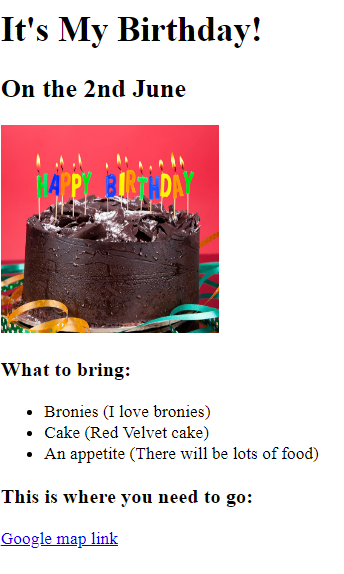 It's My Birthday!
On the 2nd June
HAPPY BIRTHDAY
What to bring:
Bronies (I love bronies)
Cake (Red Velvet cake)
An appetite (There will be lots of food)
This is where you need to go:
Google map link